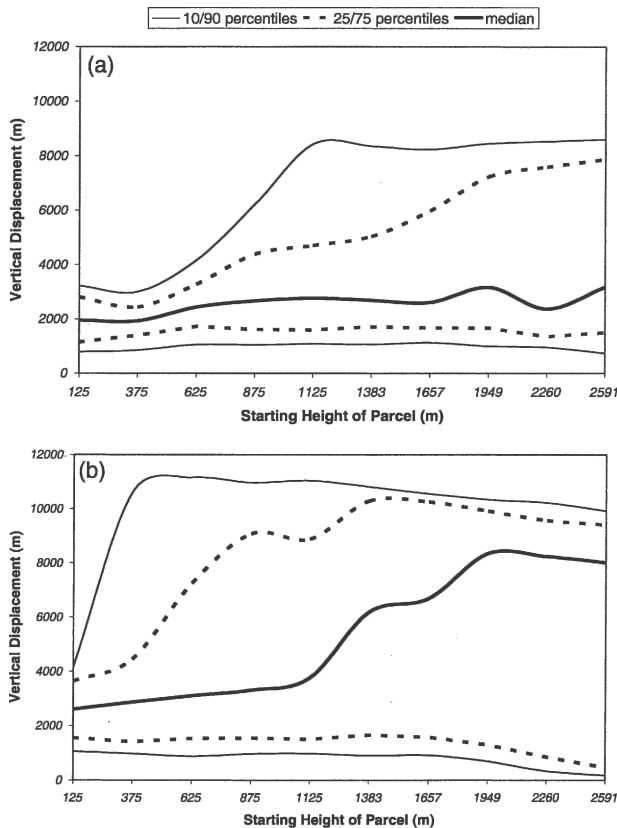 10/90 percentiles 25/75 percentiles median
(a)
Vertical Displacement (m)
12000
10000
8000
6000
4000
2000
0
125 375 625 875 1125 1383 1657 1949 2260 2591
Starting Height of Parcel (m)
(b)
Vertical Displacement (m)
12000
10000
8000
6000
4000
2000
0
125 375 625 875 1125 1383 1657 1949 2260 2591
Starting Height of Parcel (m)